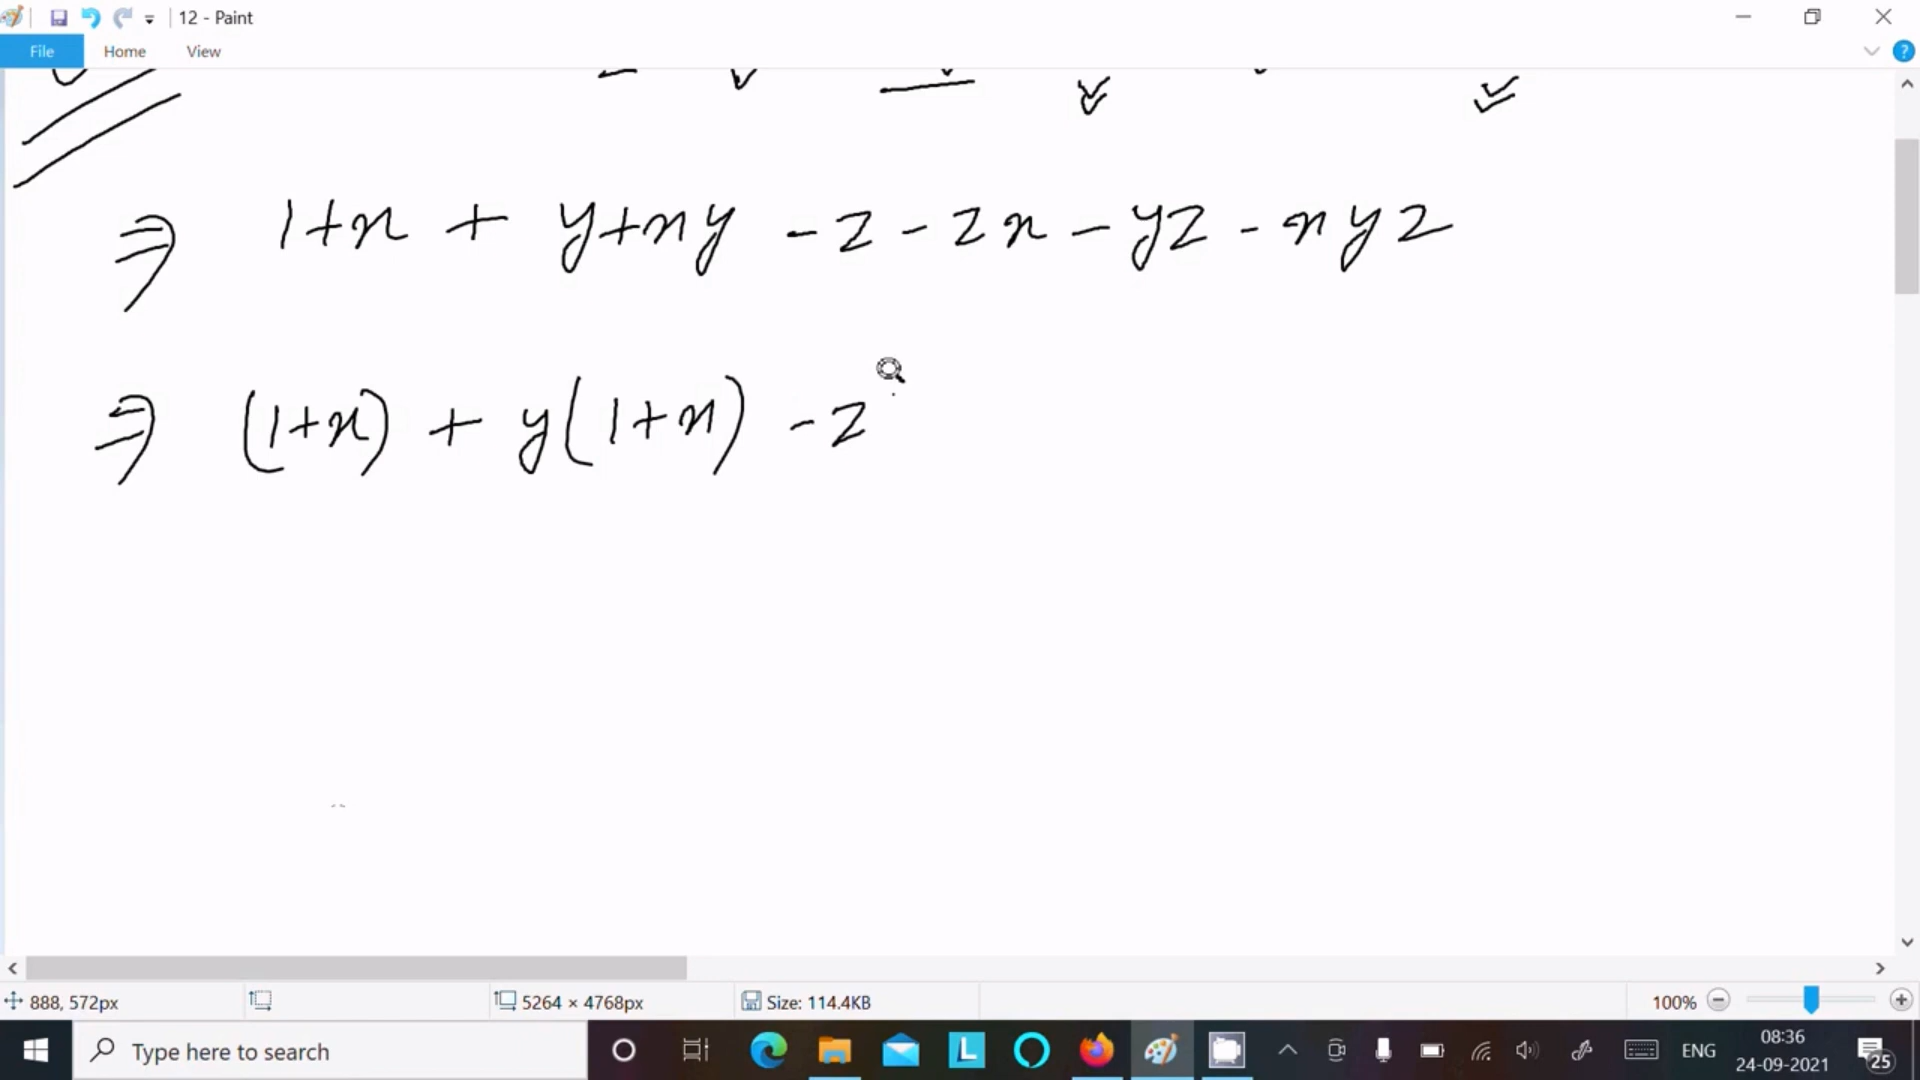 12 - Paint
File Home View
⇒ 1+x + y+xy -z - zx - yz - xyz
⇒ (1+x) + y(1+x) -z
888, 572px 5264 × 4768px Size: 114.4KB 100%
Type here to search
L
ENG
08:36
24-09-2021
25